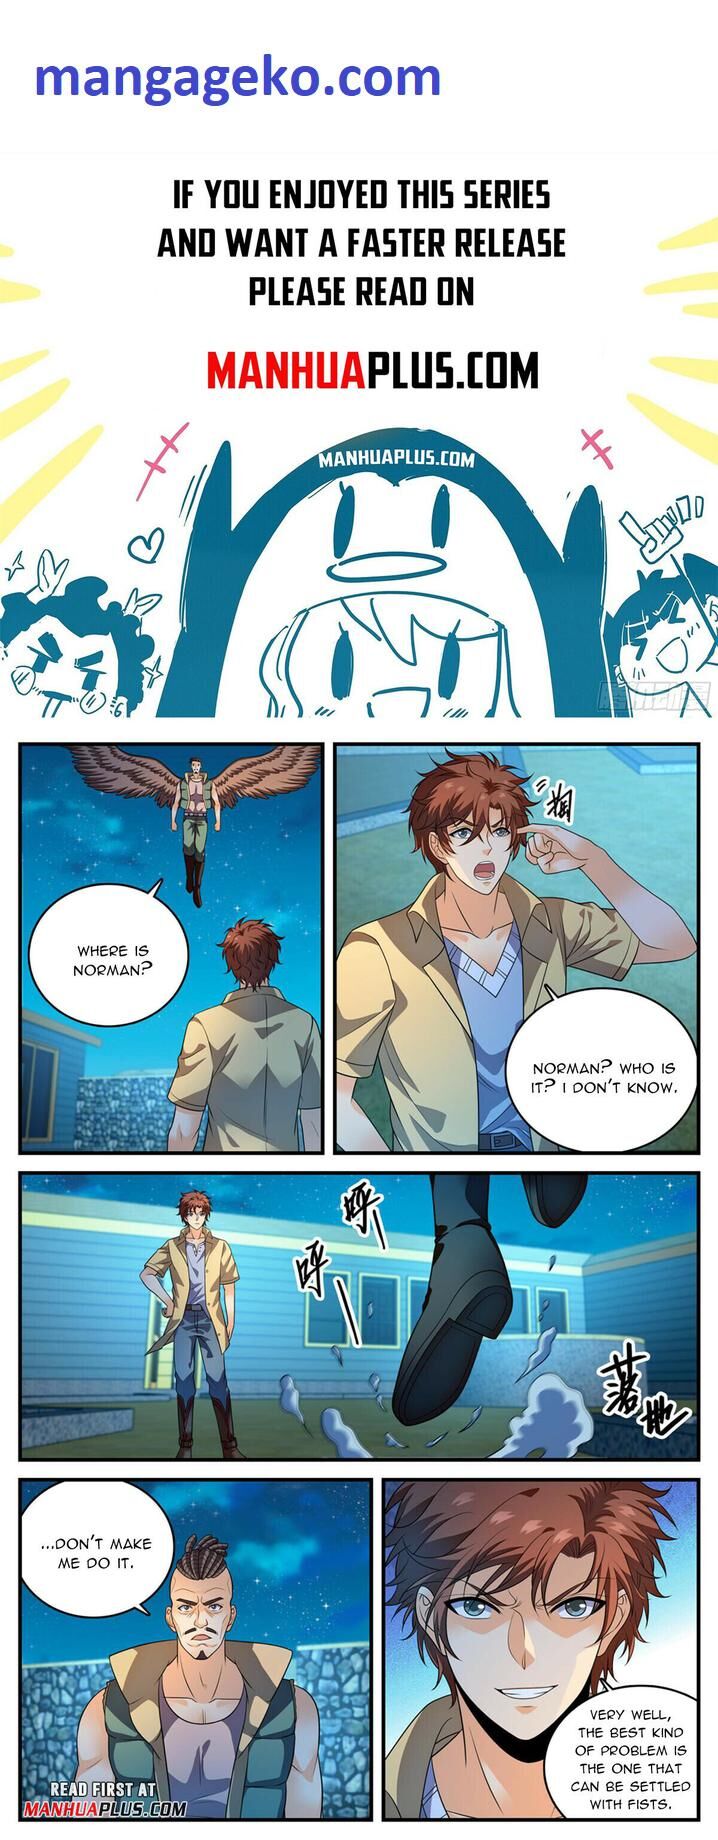 mangageko.com
IF YOU ENJOYED THIS SERIES
AND WANT A FASTER RELEASE
PLEASE READ ON
MANHUAPLUS.COM
MANHUAPLUS.COM
WHERE IS
NORMAN?
掏
NORMAN? WHO IS
IT? I DON'T KNOW.
呼
呼
落地
...DON'T MAKE
ME DO IT.
READ FIRST AT
MANHUAPLUS.COM
VERY WELL,
THE BEST KIND
OF PROBLEM IS
THE ONE THAT
CAN BE SETTLED
WITH FISTS.